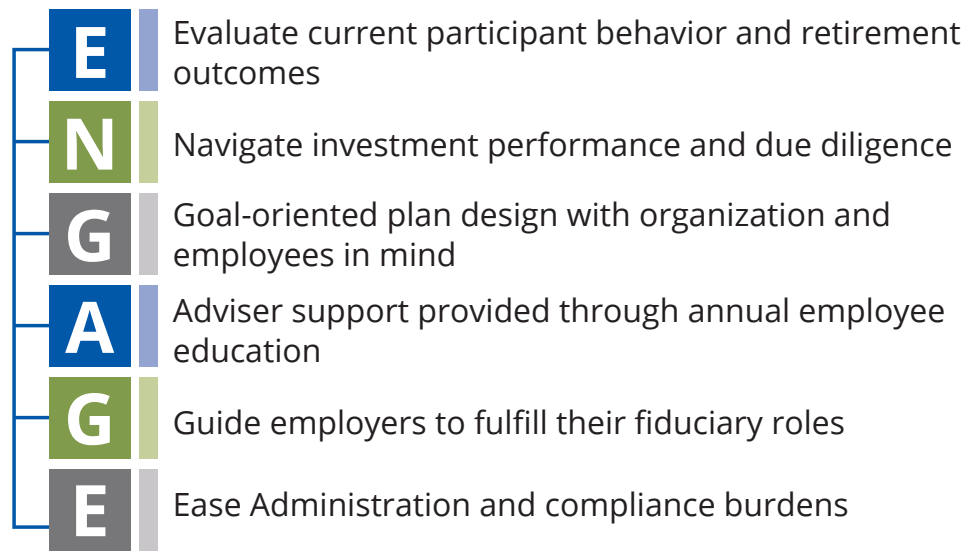 E
Evaluate current participant behavior and retirement
outcomes
N
Navigate investment performance and due diligence
G
Goal-oriented plan design with organization and
employees in mind
A
Adviser support provided through annual employee
education
G
Guide employers to fulfill their fiduciary roles
E
Ease Administration and compliance burdens